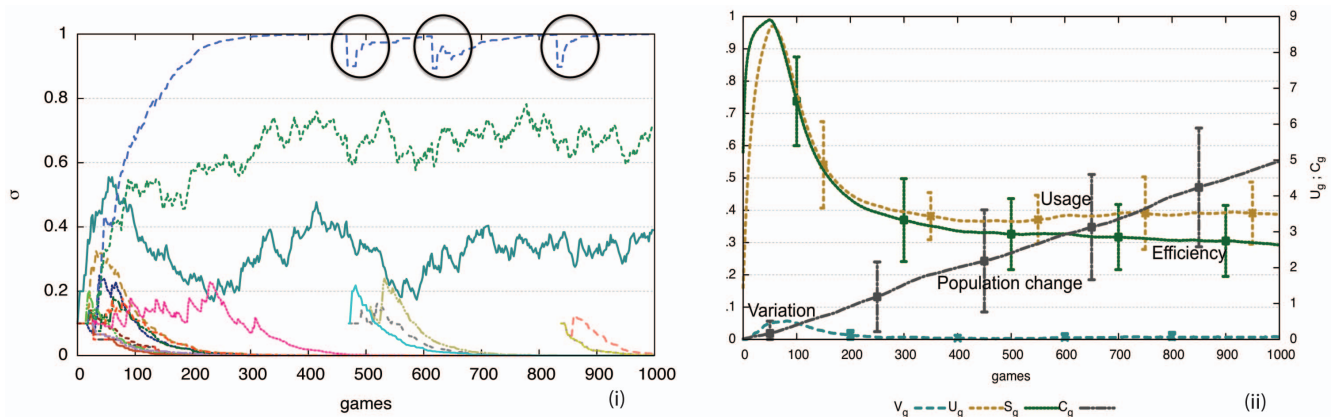 1
0.8
0.6
0.4
0.2
0
σ
0 100 200 300 400 500 600 700 800 900 1000
games
(i)
1
.9
.8
.7
.6
.5
.4
.3
.2
.1
0
9
8
7
6
5
4
3
2
1
0
U_g ; C_g
Usage
Efficiency
Population change
Variation
0 100 200 300 400 500 600 700 800 900 1000
games
(ii)
V_g U_g S_g C_g